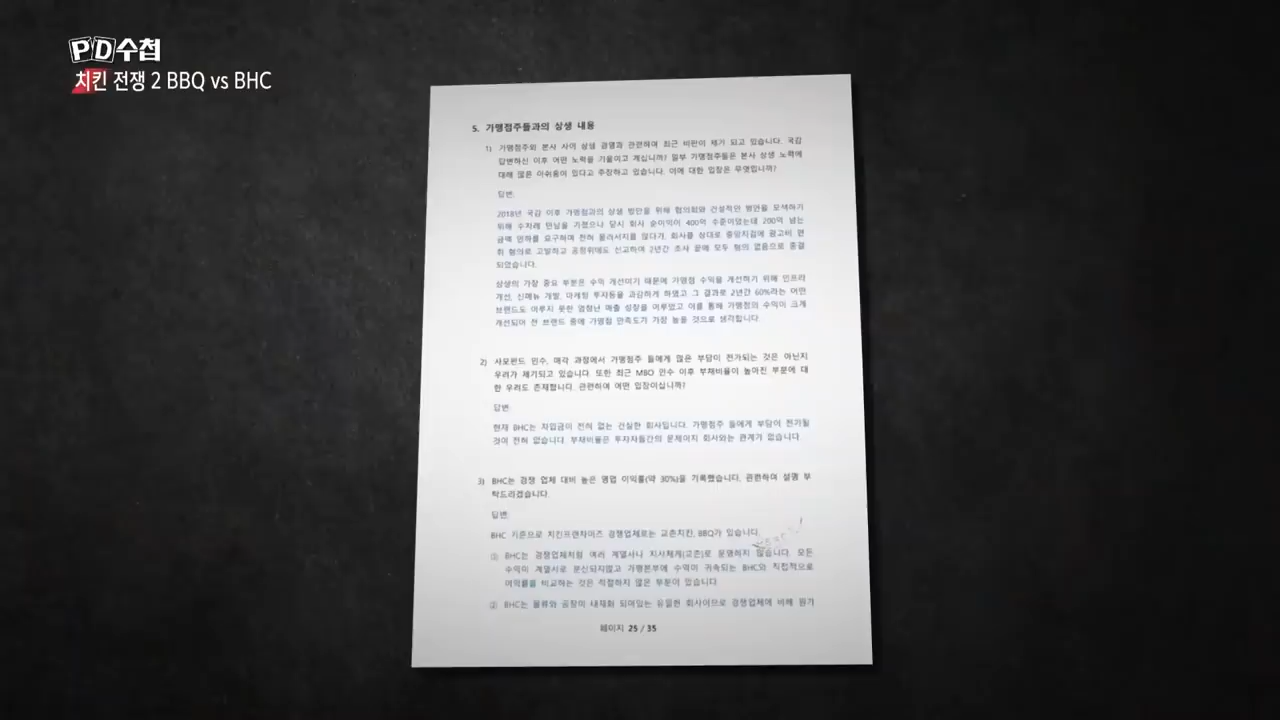 PD수첩
치킨 전쟁 2 BBQ vs BHC
5. 가맹점주들과의 상생 내용
1) 가맹점주와 본사 사이 상생 경영과 관련하여 최근 비판이 제기 되고 있습니다. 국감
답변하신 이후 어떤 노력을 기울이고 계십니까? 일부 가맹점주들은 본사 상생 노력에
대해 많은 아쉬움이 있다고 주장하고 있습니다. 이에 대한 입장은 무엇입니까?
답변:
2018년 국감 이후 가맹점과의 상생 방안을 위해 협의회와 건설적인 방안을 모색하기
위해 수차례 만남을 가졌으나 당시 회사 순이익이 400억 수준이었는데 200억 넘는
금액 인하를 요구하며 전혀 물러서지를 않다가, 회사를 상대로 중앙지검에 광고비 편
취 혐의로 고발하고 공정위에도 신고하여 2년간 조사 끝에 모두 혐의 없음으로 종결
되었습니다.
상생의 가장 중요 부분은 수익 개선이기 때문에 가맹점 수익을 개선하기 위해 인프라
개선, 신메뉴 개발, 마케팅 투자등을 과감하게 하였고 그 결과로 2년간 60%라는 어떤
브랜드도 이루지 못한 엄청난 매출 성장을 이루었고 이를 통해 가맹점의 수익이 크게
개선되어 전 브랜드 중에 가맹점 만족도가 가장 높을 것으로 생각합니다.
2) 사모펀드 인수, 매각 과정에서 가맹점주 들에게 많은 부담이 전가되는 것은 아닌지
우려가 제기되고 있습니다. 또한 최근 MBO 인수 이후 부채비율이 높아진 부분에 대
한 우려도 존재합니다. 관련하여 어떤 입장이십니까?
답변:
현재 BHC는 차입금이 전혀 없는 건실한 회사입니다. 가맹점주 들에게 부담이 전가될
것이 전혀 없습니다. 부채비율은 투자자들간의 문제이지 회사와는 관계가 없습니다.
3) BHC는 경쟁 업체 대비 높은 영업 이익률(약 30%)을 기록했습니다. 관련하여 설명 부
탁드리겠습니다.
답변:
BHC 기준으로 치킨프랜차이즈 경쟁업체로는 교촌치킨, BBQ가 있습니다.
① BHC는 경쟁업체처럼 여러 계열사나 지사체계(교촌)로 운영하지 않습니다. 모든
수익이 계열사로 분산되지않고 가맹본부에 수익이 귀속되는 BHC와 직접적으로
이익률을 비교하는 것은 적절하지 않은 부분이 있습니다.
② BHC는 물류와 공장이 내재화 되어있는 유일한 회사이므로 경쟁업체에 비해 원가
페이지 25 / 35